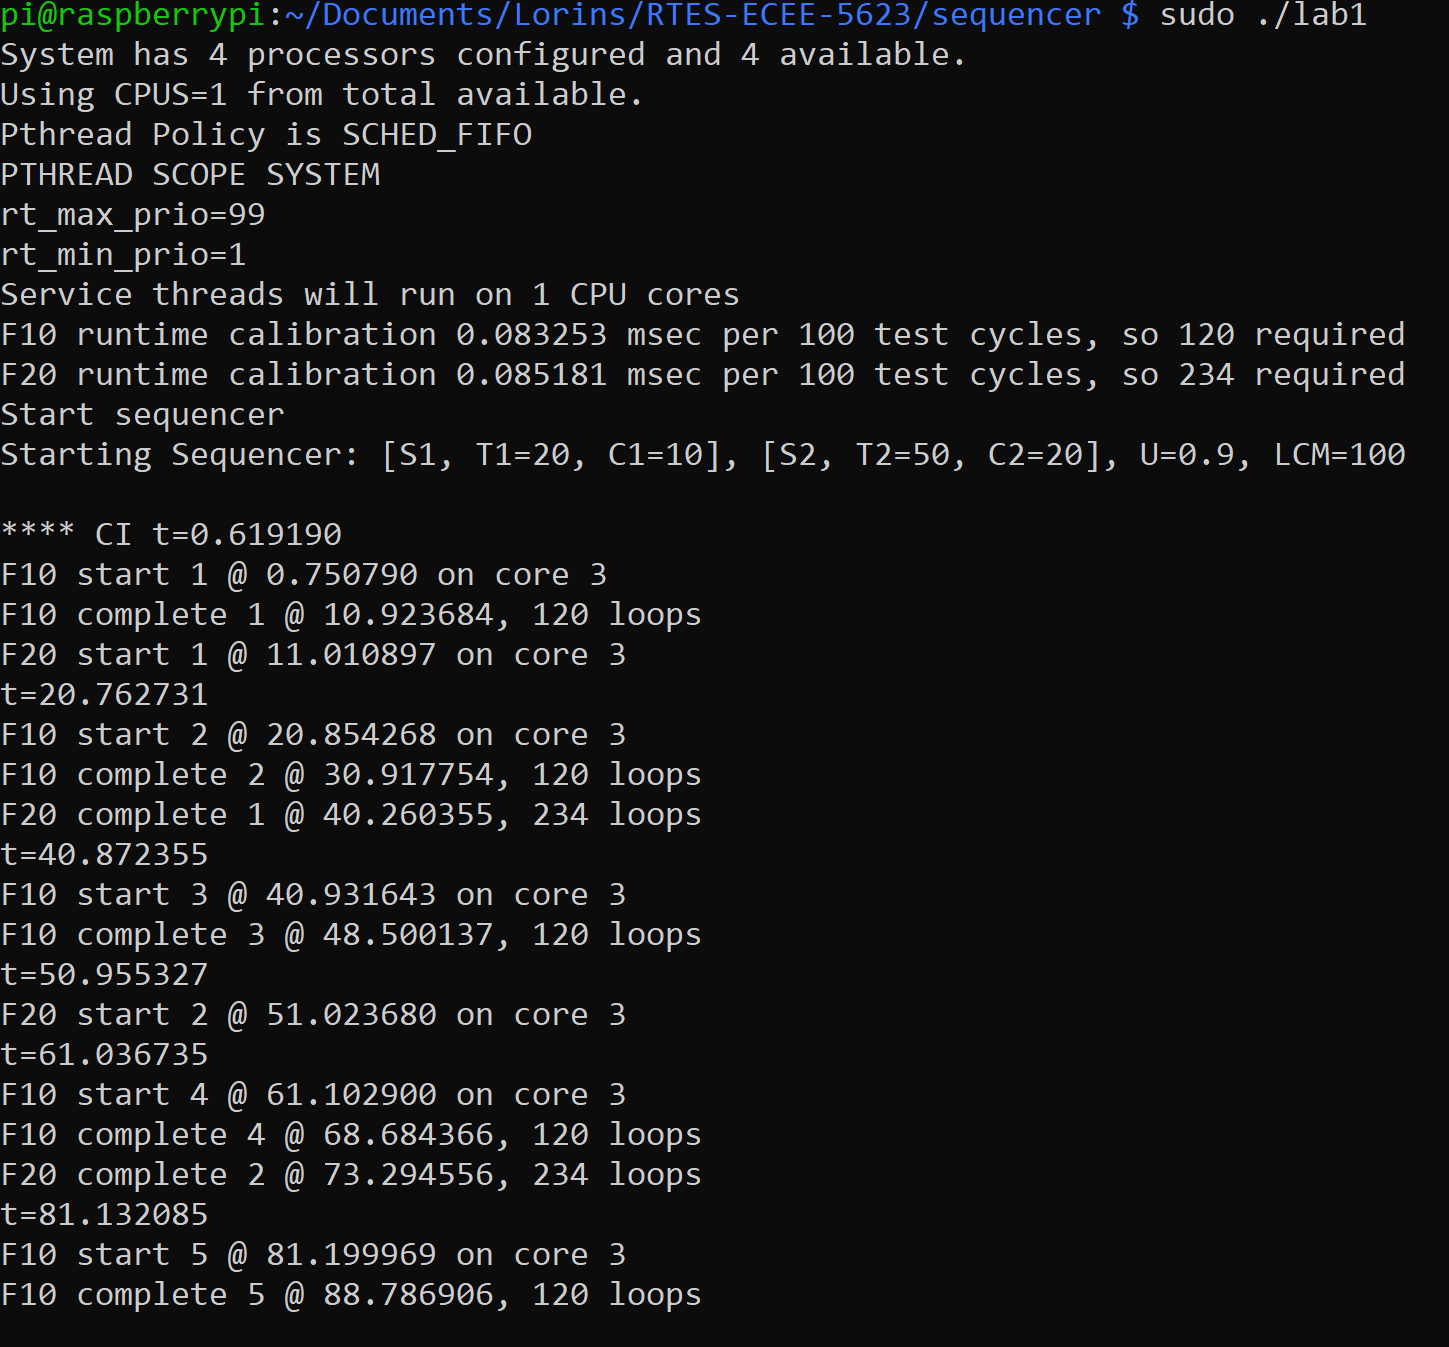 pi@raspberrypi:~/Documents/Lorins/RTES-ECEE-5623/sequencer $ sudo ./lab1
System has 4 processors configured and 4 available.
Using CPUS=1 from total available.
Pthread Policy is SCHED_FIFO
PTHREAD SCOPE SYSTEM
rt_max_prio=99
rt_min_prio=1
Service threads will run on 1 CPU cores
F10 runtime calibration 0.083253 msec per 100 test cycles, so 120 required
F20 runtime calibration 0.085181 msec per 100 test cycles, so 234 required
Start sequencer
Starting Sequencer: [S1, T1=20, C1=10], [S2, T2=50, C2=20], U=0.9, LCM=100
**** CI t=0.619190
F10 start 1 @ 0.750790 on core 3
F10 complete 1 @ 10.923684, 120 loops
F20 start 1 @ 11.010897 on core 3
t=20.762731
F10 start 2 @ 20.854268 on core 3
F10 complete 2 @ 30.917754, 120 loops
F20 complete 1 @ 40.260355, 234 loops
t=40.872355
F10 start 3 @ 40.931643 on core 3
F10 complete 3 @ 48.500137, 120 loops
t=50.955327
F20 start 2 @ 51.023680 on core 3
t=61.036735
F10 start 4 @ 61.102900 on core 3
F10 complete 4 @ 68.684366, 120 loops
F20 complete 2 @ 73.294556, 234 loops
t=81.132085
F10 start 5 @ 81.199969 on core 3
F10 complete 5 @ 88.786906, 120 loops